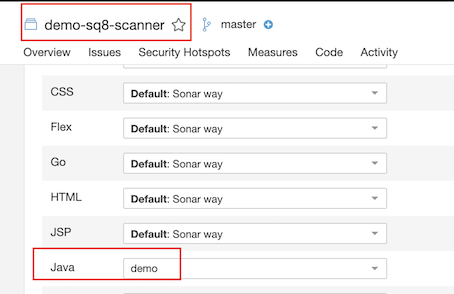 demo-sq8-scanner master
Overview Issues Security Hotspots Measures Code Activity
CSS Default: Sonar way
Flex Default: Sonar way
Go Default: Sonar way
HTML Default: Sonar way
JSP Default: Sonar way
Java demo